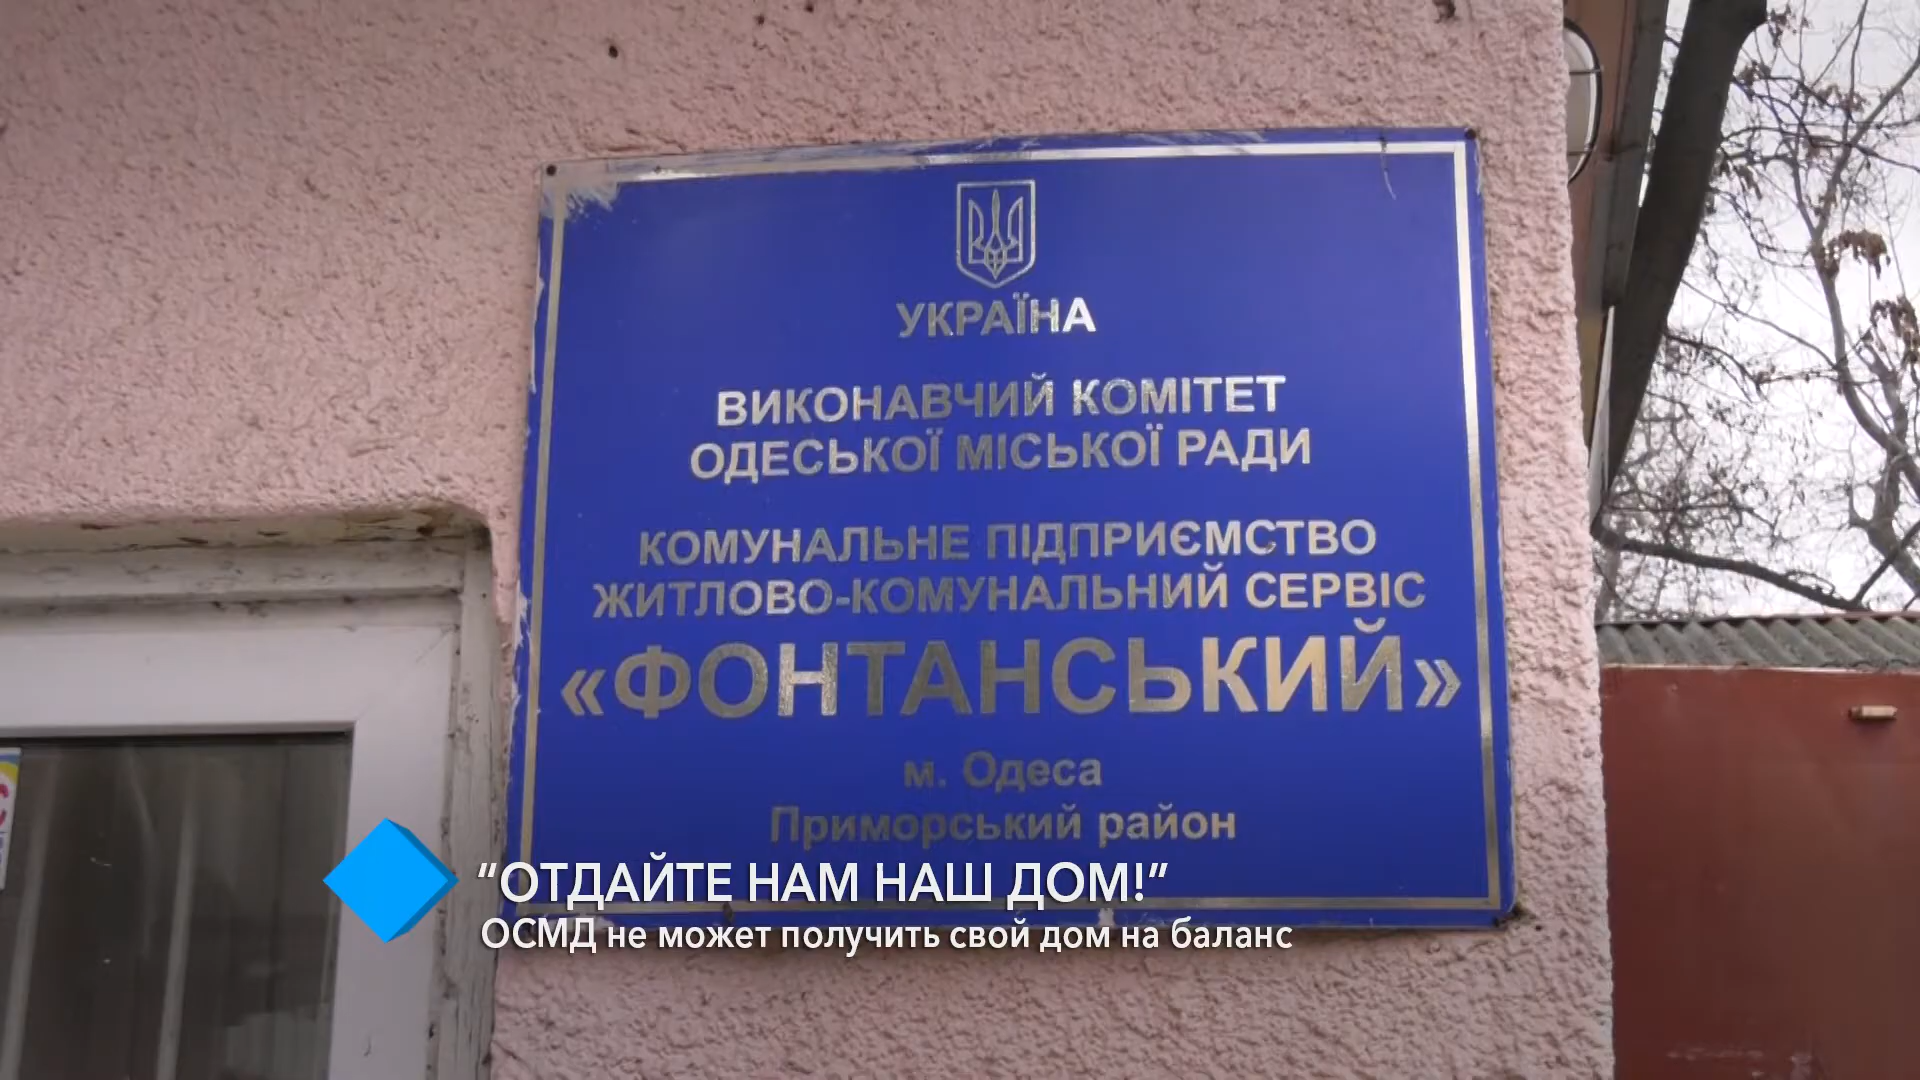 УКРАЇНА
ВИКОНАВЧИЙ КОМІТЕТ
ОДЕСЬКОЇ МІСЬКОЇ РАДИ
КОМУНАЛЬНЕ ПІДПРИЄМСТВО
ЖИТЛОВО-КОМУНАЛЬНИЙ СЕРВІС
«ФОНТАНСЬКИЙ»
м. Одеса
Приморський район
“ОТДАЙТЕ НАМ НАШ ДОМ!”
ОСМД не может получить свой дом на баланс